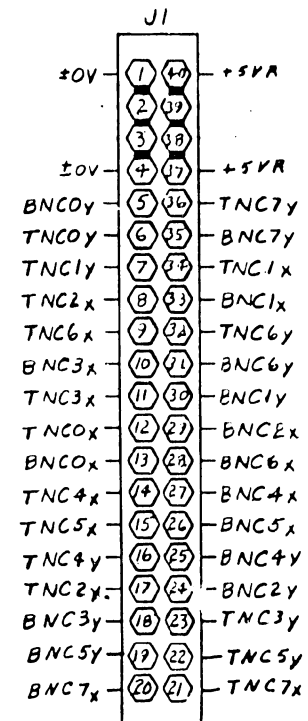 J1
±0V 1 40 +5VR
2 39
3 38
±0V 4 37 +5VR
BNC0y 5 36 TNC7y
TNC0y 6 35 BNC7y
TNC1y 7 34 TNC1x
TNC2x 8 33 BNC1x
TNC6x 9 32 TNC6y
BNC3x 10 31 BNC6y
TNC3x 11 30 BNC1y
TNC0x 12 29 BNC2x
BNC0x 13 28 BNC6x
TNC4x 14 27 BNC4x
TNC5x 15 26 BNC5x
TNC4y 16 25 BNC4y
TNC2y 17 24 BNC2y
BNC3y 18 23 TNC3y
BNC5y 19 22 TNC5y
BNC7x 20 21 TNC7x